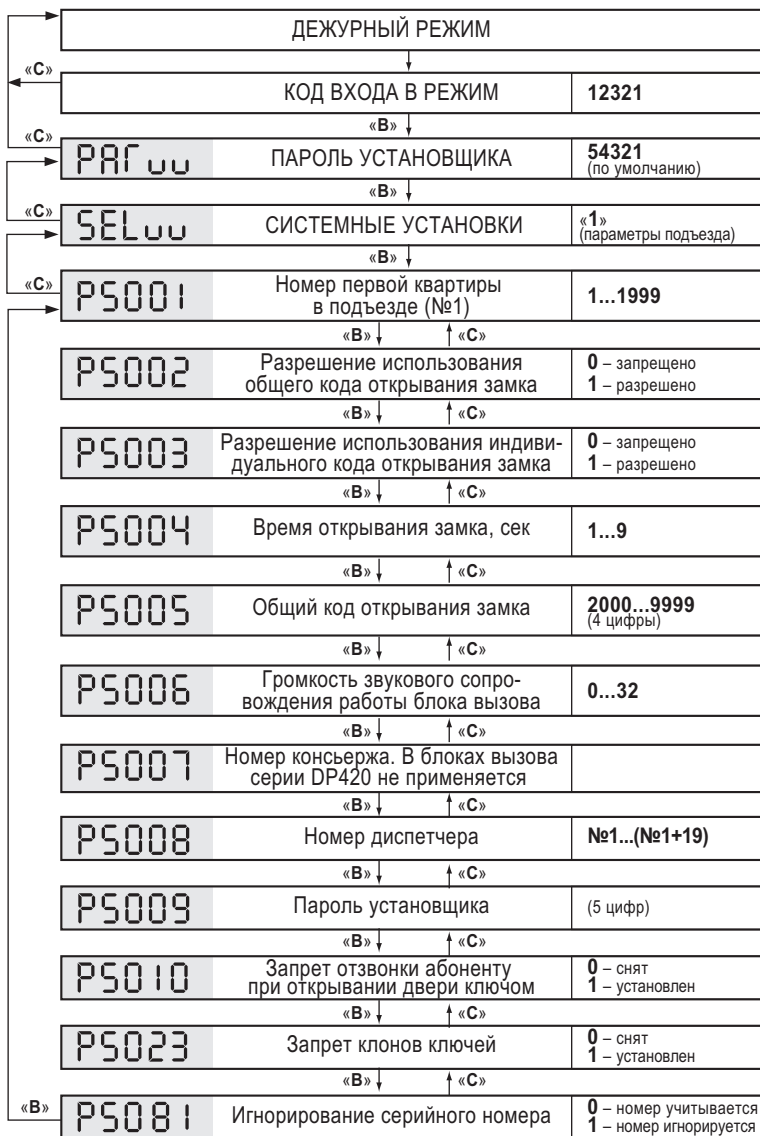 ДЕЖУРНЫЙ РЕЖИМ
«С»
КОД ВХОДА В РЕЖИМ 12321
«В»
«С»
PAГ ПАРОЛЬ УСТАНОВЩИКА 54321
(по умолчанию)
«В»
«С»
SEL СИСТЕМНЫЕ УСТАНОВКИ «1»
(параметры подъезда)
«В»
«С»
PS001 Номер первой квартиры
в подъезде (№1) 1...1999
«В» «С»
PS002 Разрешение использования
общего кода открывания замка
0 – запрещено
1 – разрешено
«В» «С»
PS003 Разрешение использования индиви-
дуального кода открывания замка
0 – запрещено
1 – разрешено
«В» «С»
PS004 Время открывания замка, сек 1...9
«В» «С»
PS005 Общий код открывания замка 2000...9999
(4 цифры)
«В» «С»
PS006 Громкость звукового сопро-
вождения работы блока вызова 0...32
«В» «С»
PS007 Номер консьержа. В блоках вызова
серии DP420 не применяется
«В» «С»
PS008 Номер диспетчера №1...(№1+19)
«В» «С»
PS009 Пароль установщика (5 цифр)
«В» «С»
PS010 Запрет отзвонки абоненту
при открывании двери ключом
0 – снят
1 – установлен
«В» «С»
PS023 Запрет клонов ключей
0 – снят
1 – установлен
«В» «С»
«В»
PS081 Игнорирование серийного номера
0 – номер учитывается
1 – номер игнорируется